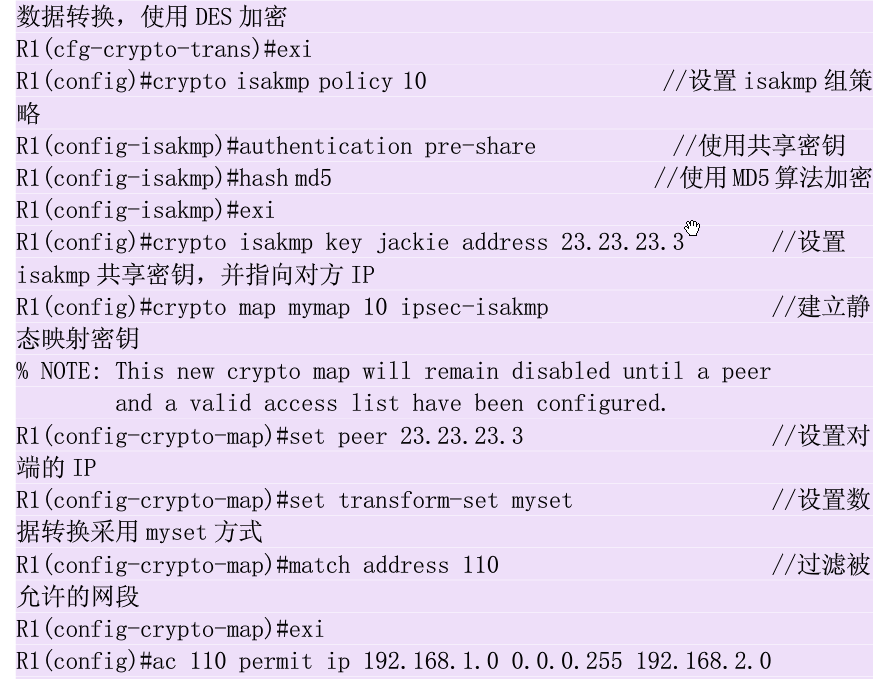 数据转换，使用 DES 加密
R1(cfg-crypto-trans)#exi
R1(config)#crypto isakmp policy 10 //设置 isakmp 组策
略
R1(config-isakmp)#authentication pre-share //使用共享密钥
R1(config-isakmp)#hash md5 //使用 MD5 算法加密
R1(config-isakmp)#exi
R1(config)#crypto isakmp key jackie address 23.23.23.3 //设置
isakmp 共享密钥，并指向对方 IP
R1(config)#crypto map mymap 10 ipsec-isakmp //建立静
态映射密钥
% NOTE: This new crypto map will remain disabled until a peer
and a valid access list have been configured.
R1(config-crypto-map)#set peer 23.23.23.3 //设置对
端的 IP
R1(config-crypto-map)#set transform-set myset //设置数
据转换采用 myset 方式
R1(config-crypto-map)#match address 110 //过滤被
允许的网段
R1(config-crypto-map)#exi
R1(config)#ac 110 permit ip 192.168.1.0 0.0.0.255 192.168.2.0